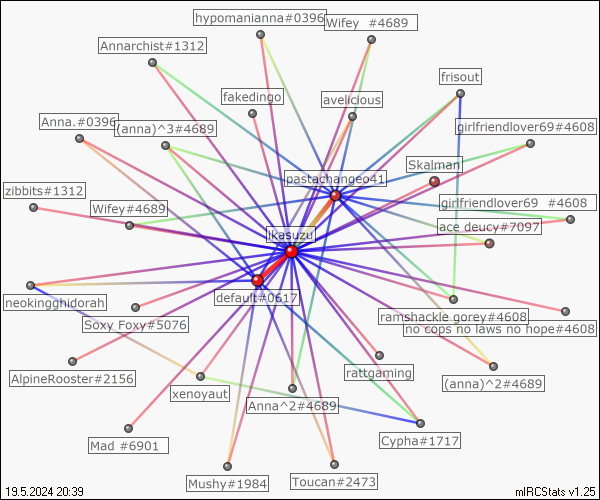 hypomanianna#0396
Wifey  #4689
Annarchist#1312
frisout
fakedingo
avelicious
Anna.#0396
(anna)^3#4689
girlfriendlover69#4608
Skalman
pastachangeo41
zibbits#1312
Wifey#4689
girlfriendlover69  #4608
ace deucy#7097
ikasuzu
default#0617
neokingghidorah
Soxy Foxy#5076
ramshackle gorey#4608
no cops no laws no hope#4608
AlpineRooster#2156
rattgaming
(anna)^2#4689
xenoyaut
Anna^2#4689
Mad #6901
Cypha#1717
Mushy#1984
Toucan#2473
19.5.2024 20:39
mIRCStats v1.25